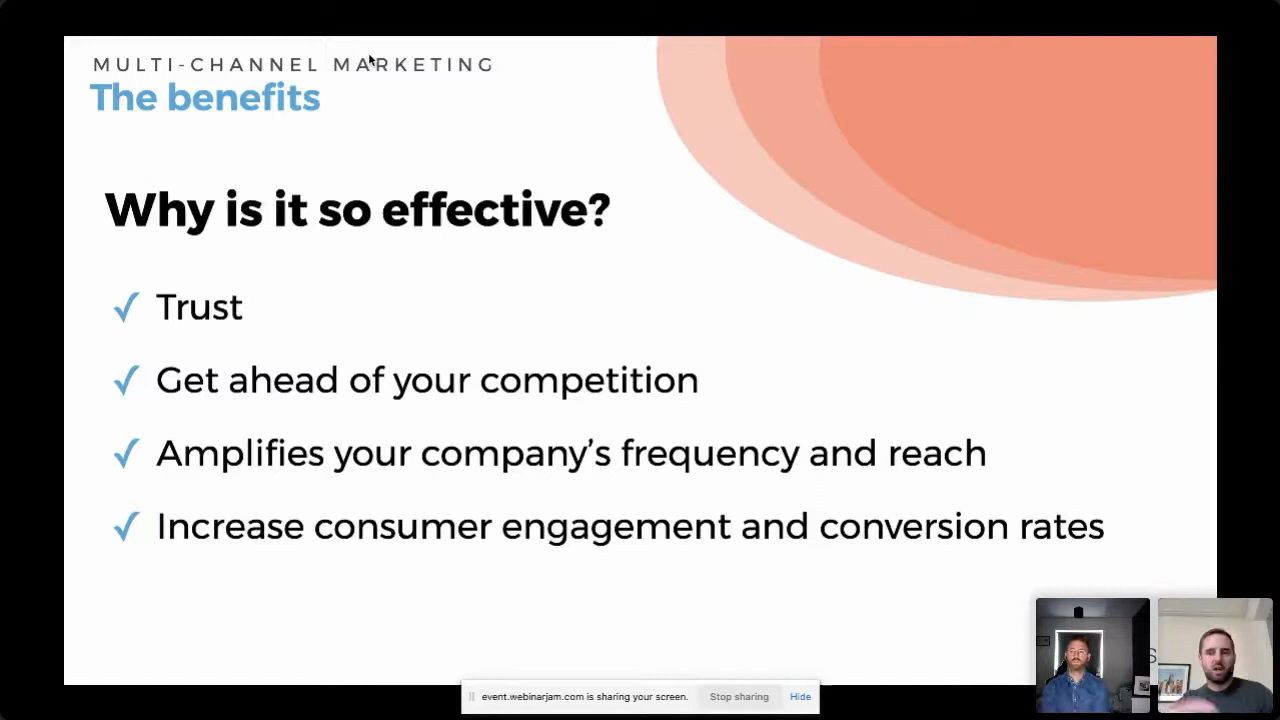 MULTI-CHANNEL MARKETING
The benefits
Why is it so effective?
✓ Trust
✓ Get ahead of your competition
✓ Amplifies your company’s frequency and reach
✓ Increase consumer engagement and conversion rates
event.webinarjam.com is sharing your screen. Stop sharing Hide